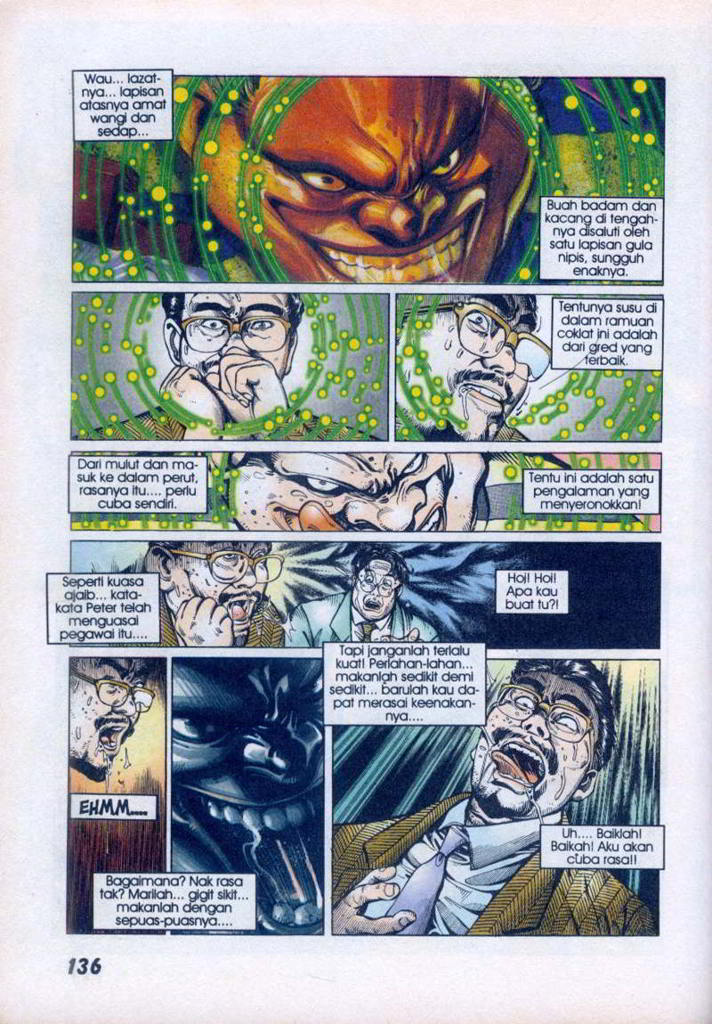 Wau... lazat-
nya... lapisan
atasnya amat
wangi dan
sedap...
Buah badam dan
kacang di tengah-
nya disaluti oleh
satu lapisan gula
nipis, sungguh
enaknya.
Tentunya susu di
dalam ramuan
coklat ini adalah
dari gred yang
terbaik.
Dari mulut dan ma-
suk ke dalam perut,
rasanya itu.... perlu
cuba sendiri.
Tentu ini adalah satu
pengalaman yang
menyeronokkan!
Seperti kuasa
ajaib... kata-
kata Peter telah
menguasai
pegawai itu....
Hoi! Hoi!
Apa kau
buat tu?!
Tapi janganlah terlalu
kuat! Perlahan-lahan...
makanlah sedikit demi
sedikit... barulah kau da-
pat merasai keenakan-
nya....
EHMM....
Bagaimana? Nak rasa
tak? Marilah... gigit sikit...
makanlah dengan
sepuas-puasnya....
Uh.... Baiklah!
Baikah! Aku akan
cuba rasa!!
136